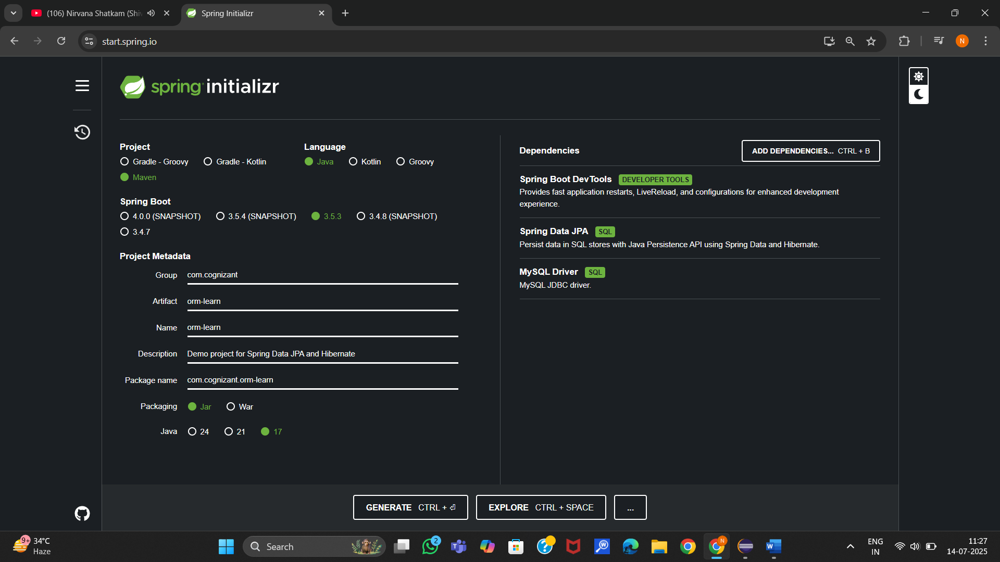 (106) Nirvana Shatkam (Shiv
Spring Initializr
start.spring.io
N
spring initializr
Project
Gradle - Groovy
Gradle - Kotlin
Maven
Language
Java
Kotlin
Groovy
Spring Boot
4.0.0 (SNAPSHOT)
3.5.4 (SNAPSHOT)
3.5.3
3.4.8 (SNAPSHOT)
3.4.7
Project Metadata
Group com.cognizant
Artifact orm-learn
Name orm-learn
Description Demo project for Spring Data JPA and Hibernate
Package name com.cognizant.orm-learn
Packaging Jar War
Java 24 21 17
Dependencies
ADD DEPENDENCIES... CTRL + B
Spring Boot DevTools DEVELOPER TOOLS
Provides fast application restarts, LiveReload, and configurations for enhanced development
experience.
Spring Data JPA SQL
Persist data in SQL stores with Java Persistence API using Spring Data and Hibernate.
MySQL Driver SQL
MySQL JDBC driver.
GENERATE CTRL + ⏎
EXPLORE CTRL + SPACE
...
9+
34°C
Haze
Search
2
T
?
W
N
W
ENG
IN
11:27
14-07-2025